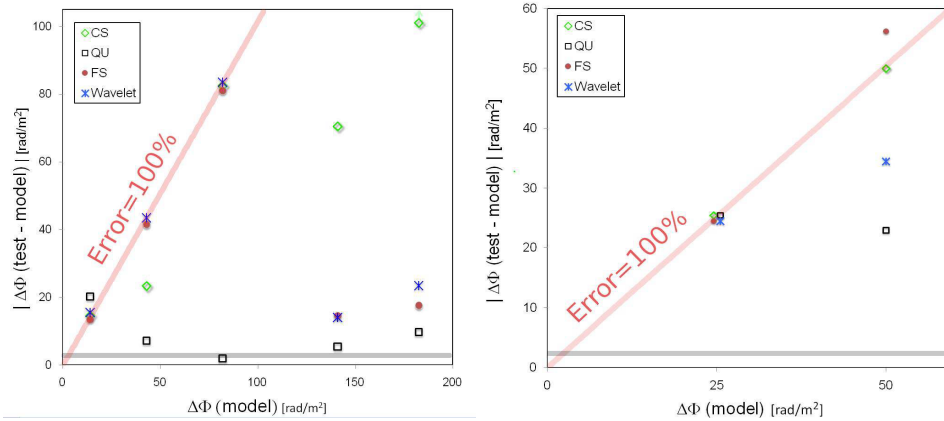 CS
QU
FS
Wavelet
Error=100%
| ΔΦ (test - model) | [rad/m²]
100
80
60
40
20
0
0 50 100 150 200
ΔΦ (model) [rad/m²]
CS
QU
FS
Wavelet
Error=100%
| ΔΦ (test - model) | [rad/m²]
60
50
40
30
20
10
0
0 25 50
ΔΦ (model) [rad/m²]